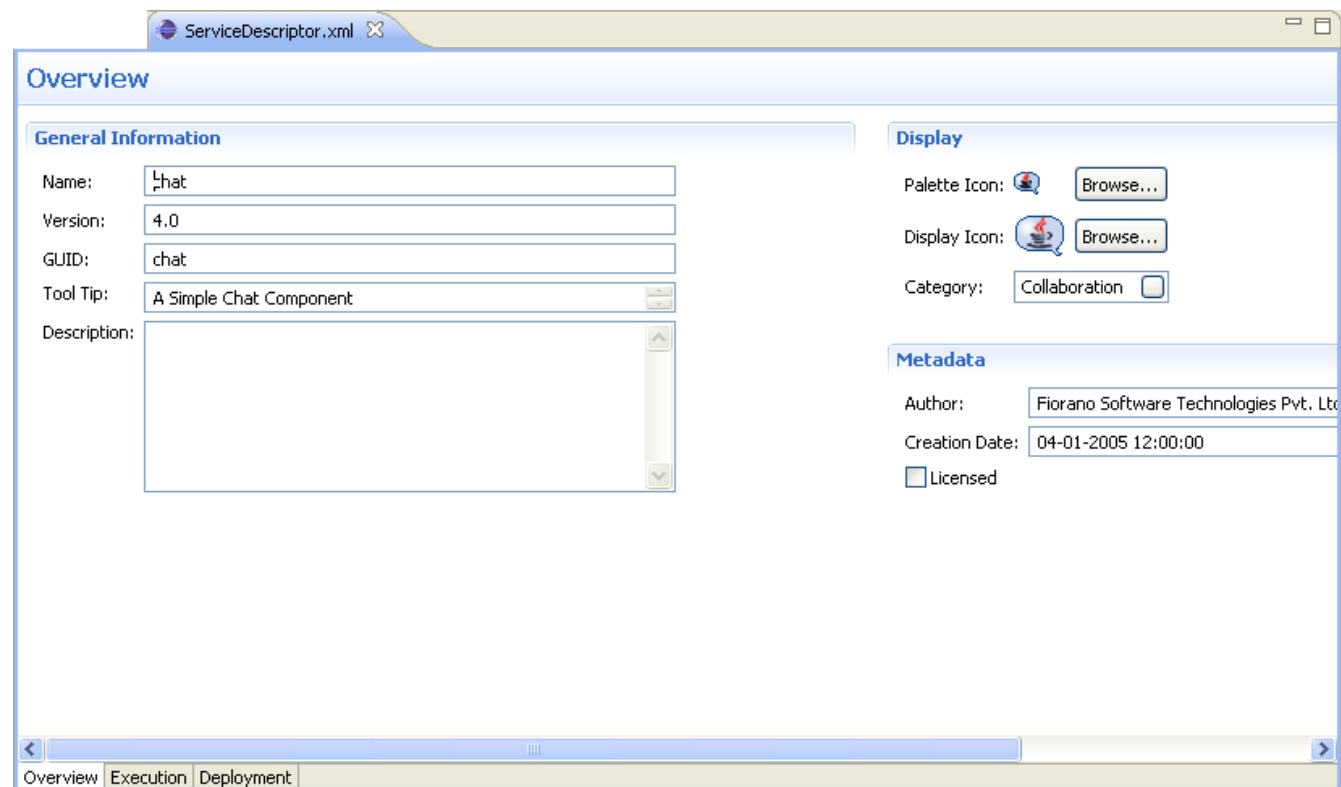 ServiceDescriptor.xml
Overview
General Information
Name: chat
Version: 4.0
GUID: chat
Tool Tip: A Simple Chat Component
Description:
Display
Palette Icon: Browse...
Display Icon: Browse...
Category: Collaboration
Metadata
Author: Fiorano Software Technologies Pvt. Ltd
Creation Date: 04-01-2005 12:00:00
Licensed
Overview Execution Deployment